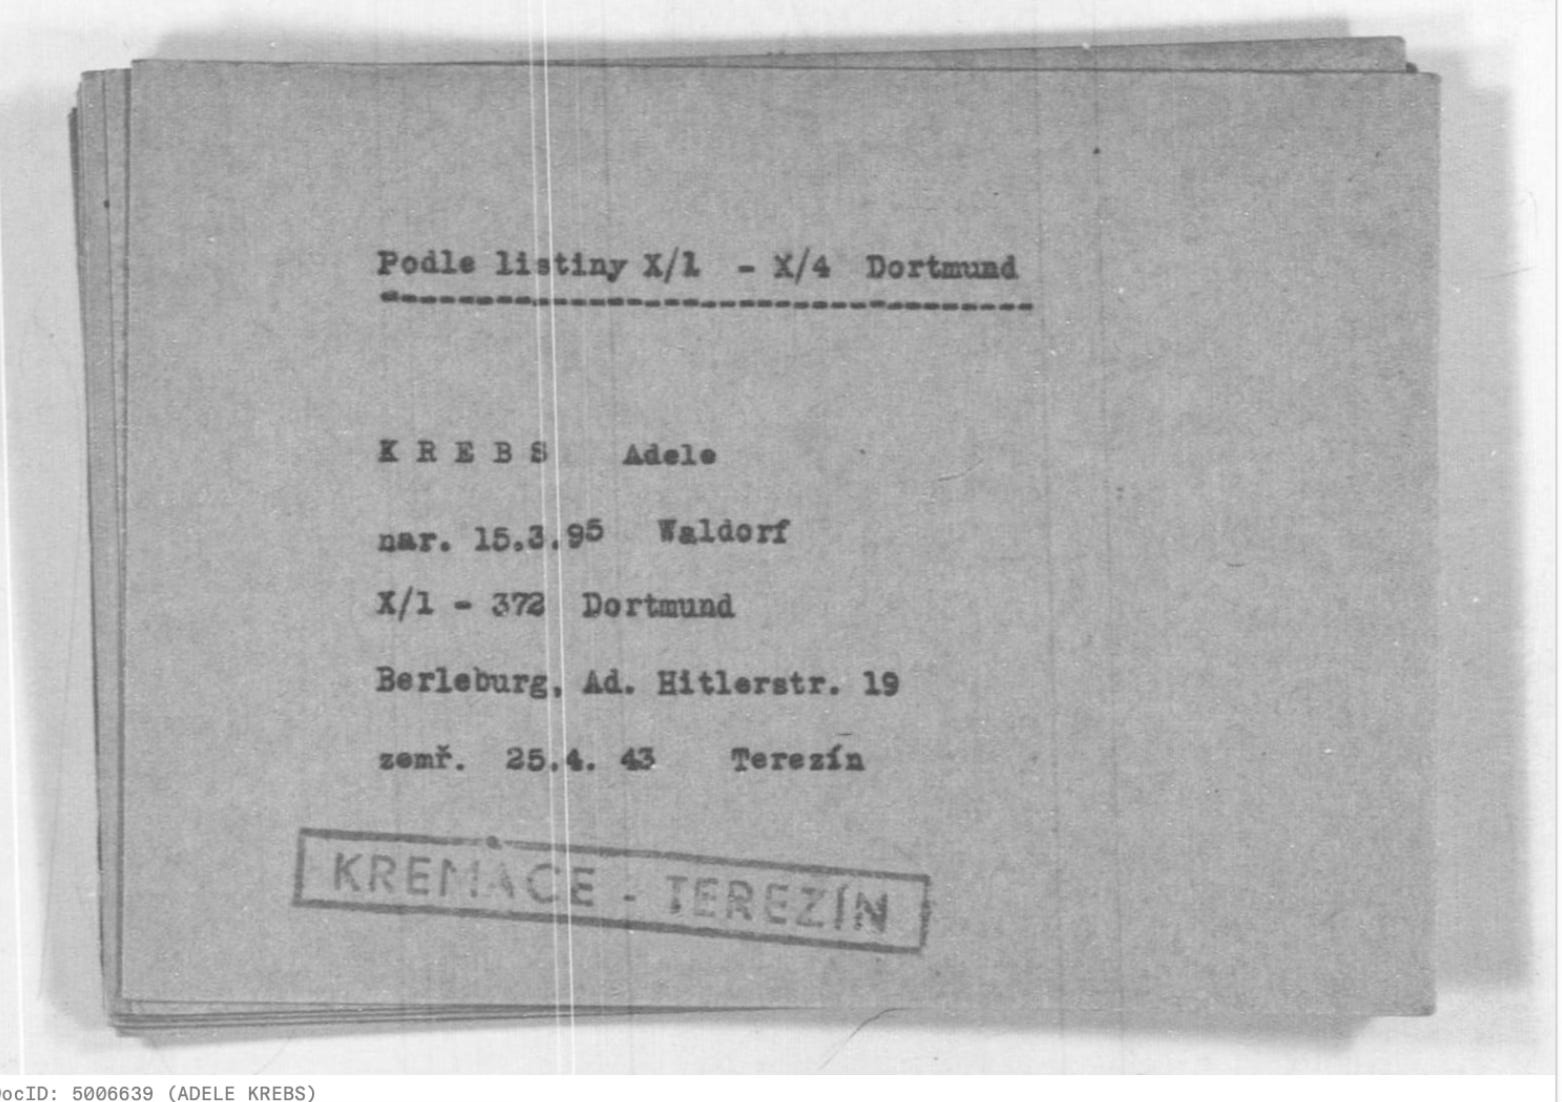 Podle listiny X/1 - X/4 Dortmund
K R E B S Adele
nar. 15.3.95 Waldorf
X/1 - 372 Dortmund
Berleburg, Ad. Hitlerstr. 19
zemř. 25.4. 43 Terezín
KREMACE - TEREZÍN
ocID: 5006639 (ADELE KREBS)